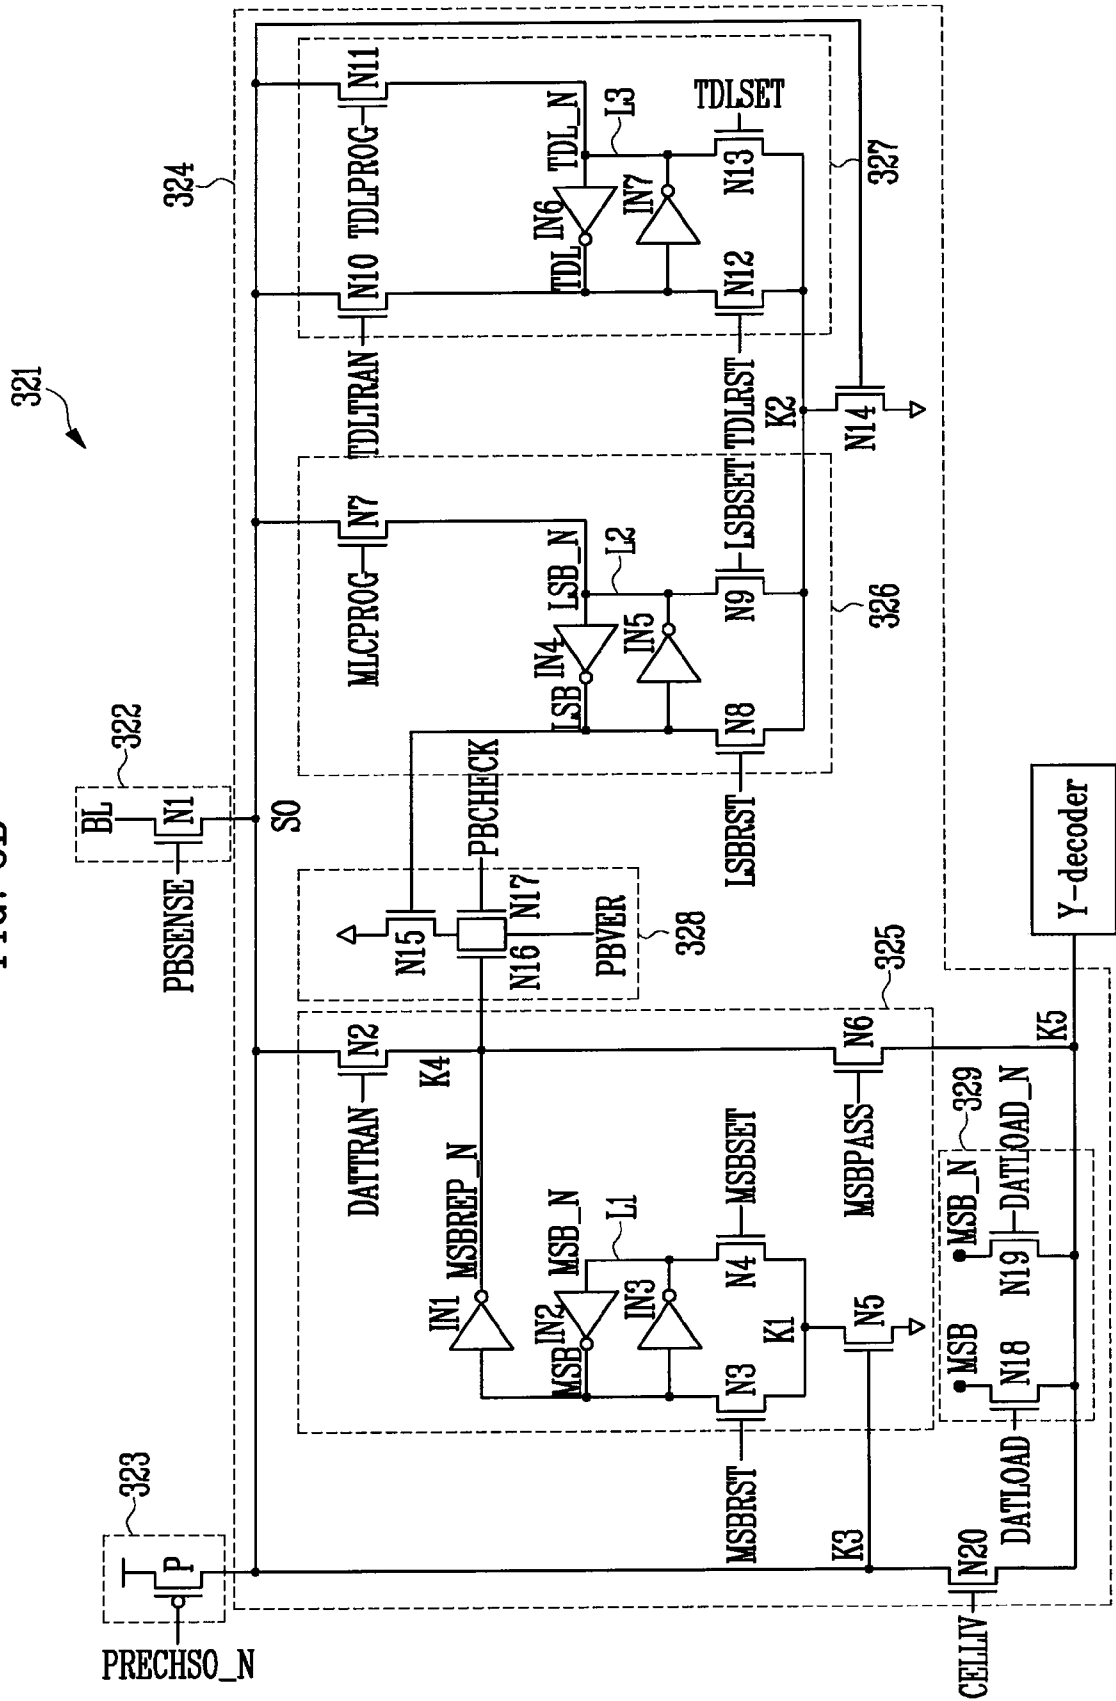 321
322
323
324
BL
N1
PBSENSE
SO
P
PRECHSO_N
N11
TDLPROG
N10
TDLTRAN
TDL_N
L3
TDLSET
IN6
TDL
IN7
N13
N12
327
TDLRST
K2
N14
N7
MLCPROG
LSB_N
L2
LSBSET
IN4
LSB
IN5
N9
N8
326
LSBRST
PBCHECK
N15
N17
N16
PBVER
328
325
N2
DATTRAN
K4
N6
MSBPASS
K5
Y-decoder
MSBREP_N
IN1
MSB_N
L1
MSBSET
IN2
MSB
IN3
N4
N3
K1
N5
MSBRST
K3
329
MSB_N
DATLOAD_N
N19
MSB
N18
DATLOAD
N20
CELLIV